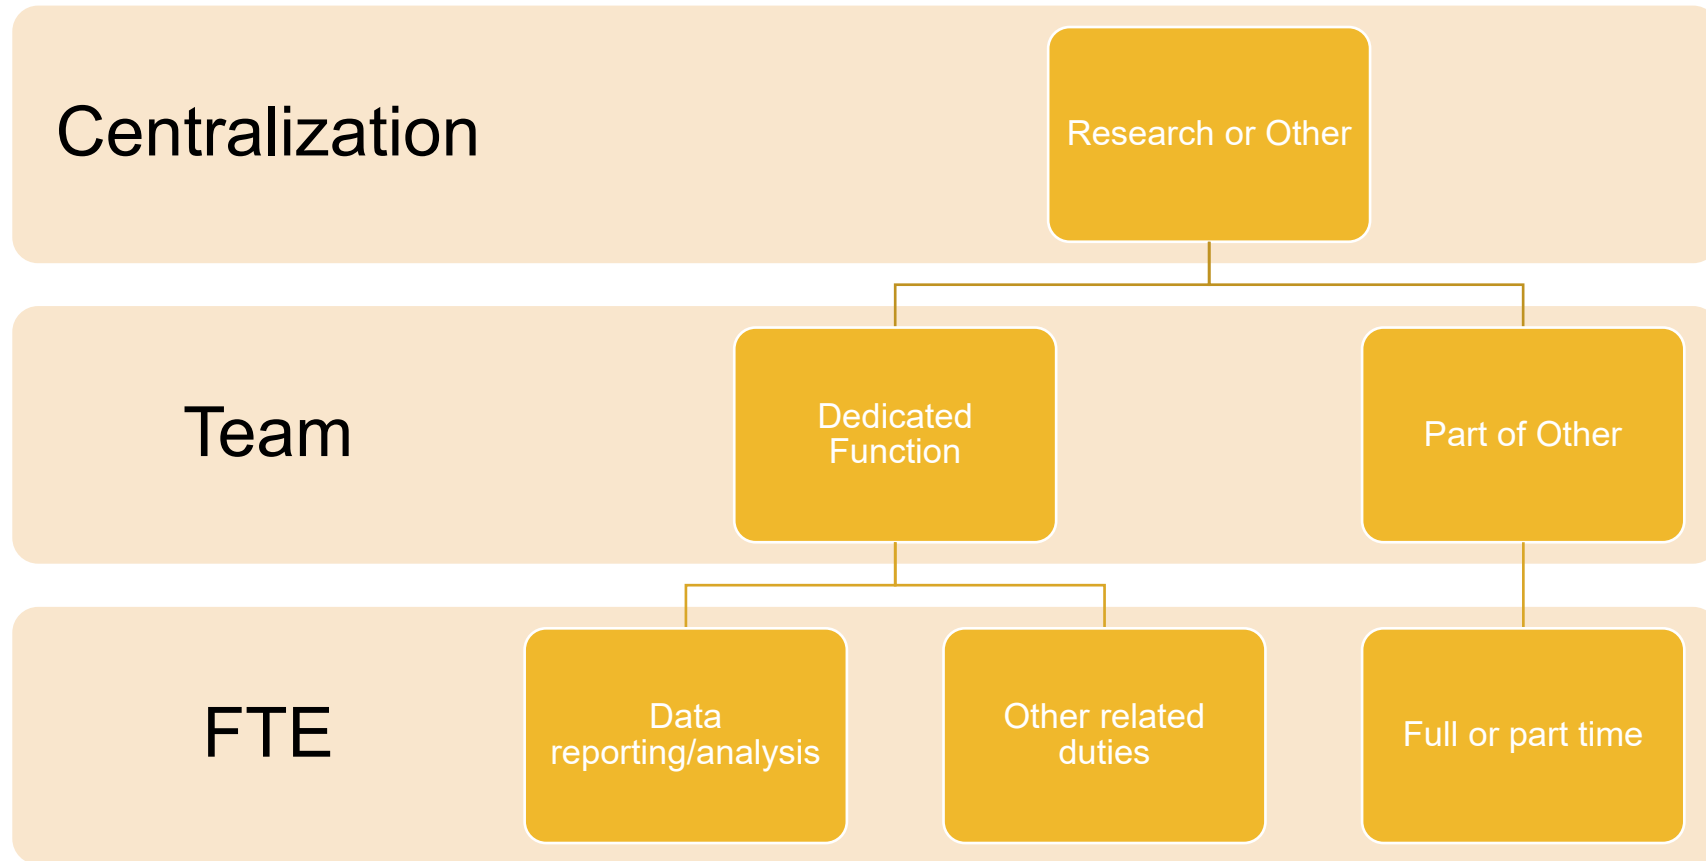 Centralization
Research or Other
Team
Dedicated
Function
Part of Other
FTE
Data
reporting/analysis
Other related
duties
Full or part time